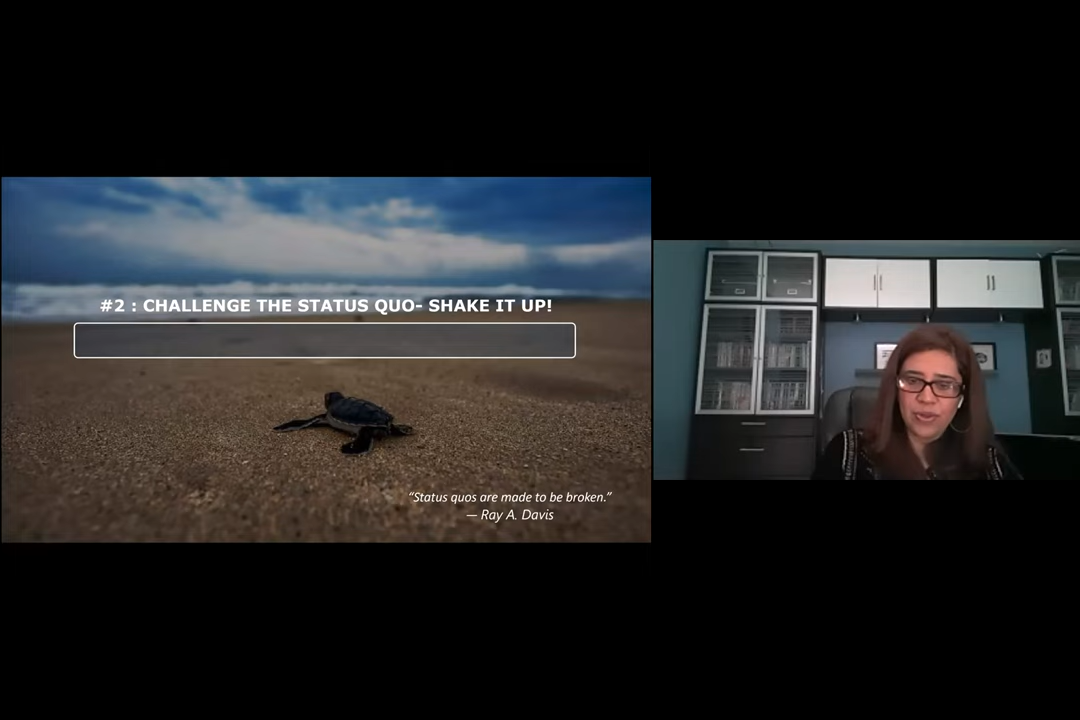 #2 : CHALLENGE THE STATUS QUO- SHAKE IT UP!
“Status quos are made to be broken.”
— Ray A. Davis